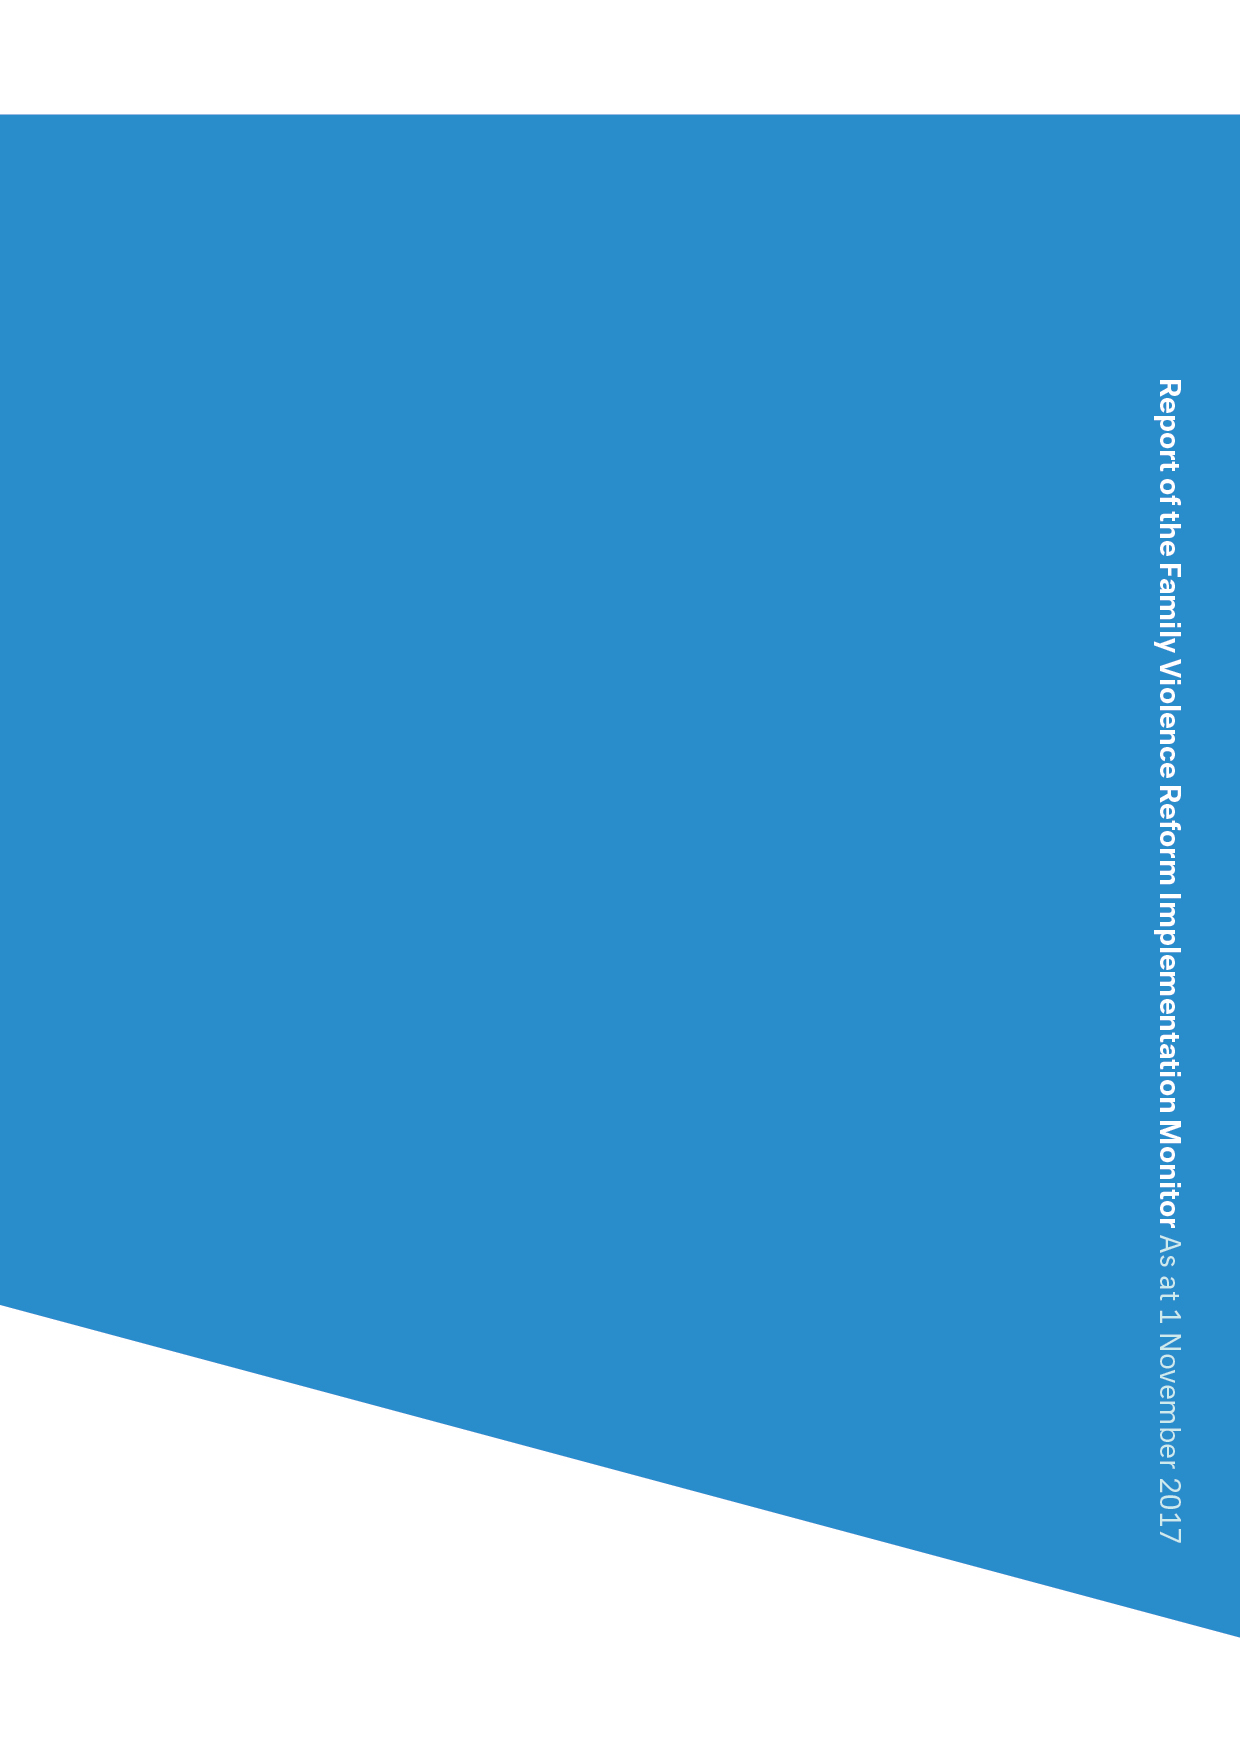 Report of the Family Violence Reform Implementation Monitor As at 1 November 2017